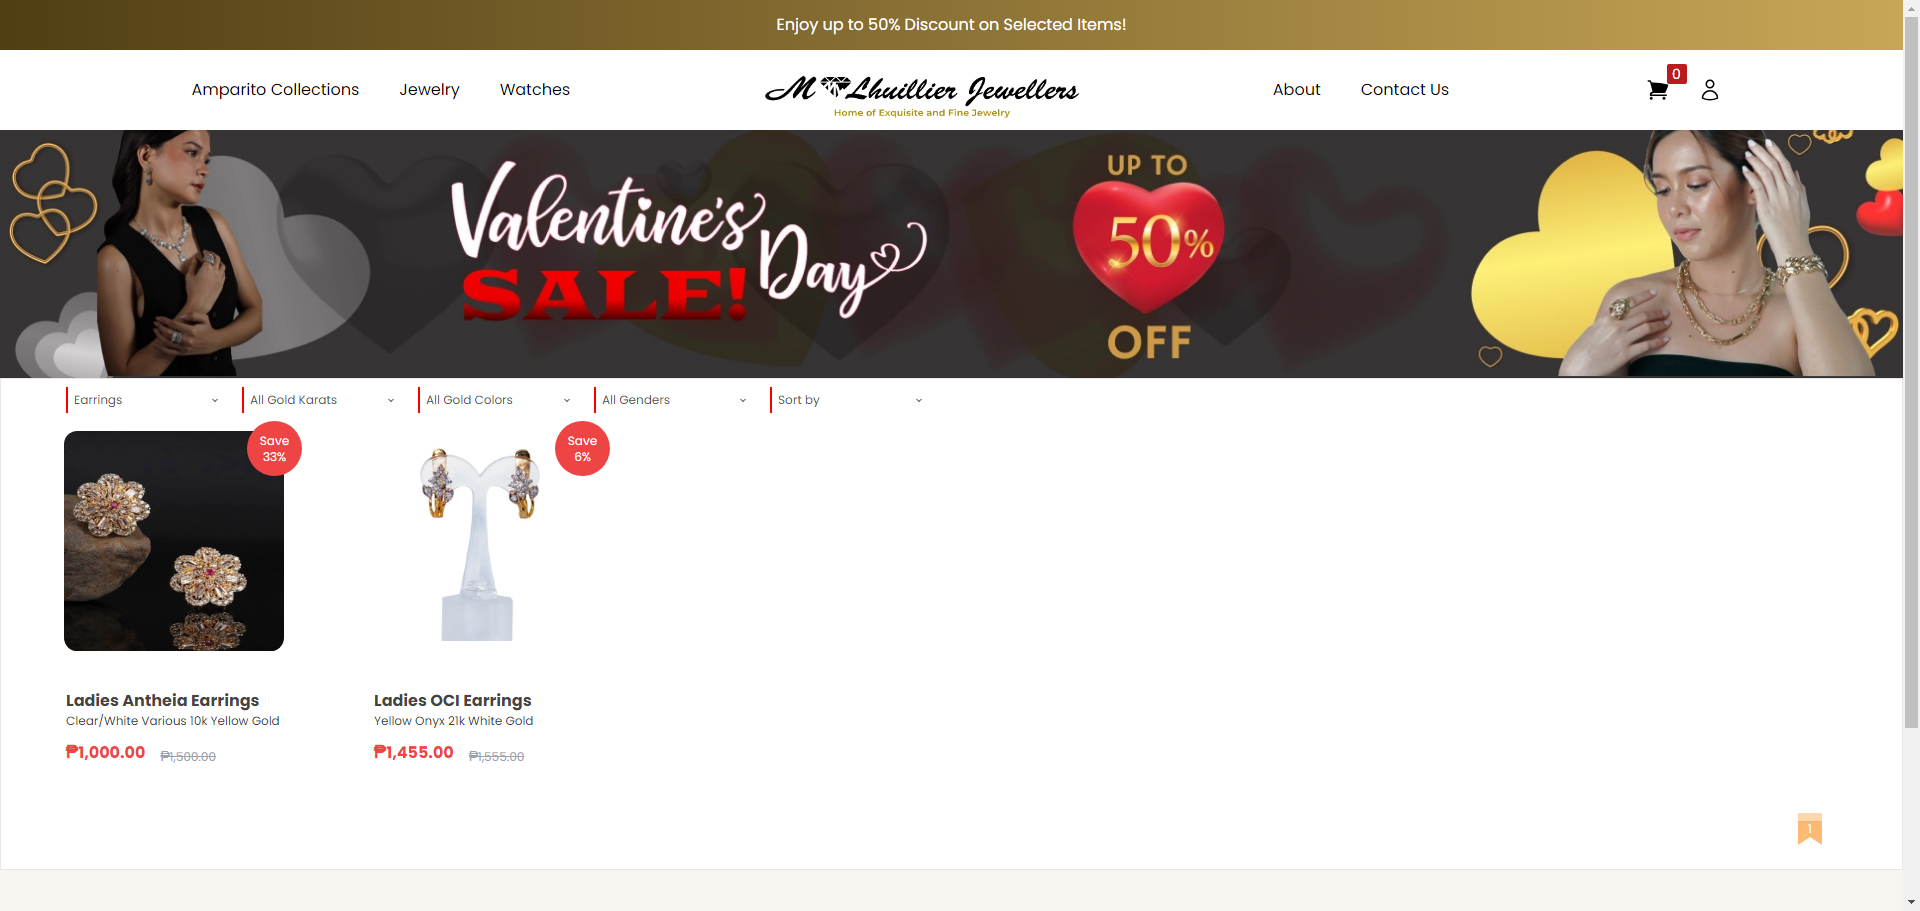 Enjoy up to 50% Discount on Selected Items!
Amparito Collections Jewelry Watches
M Lhuillier Jewellers
Home of Exquisite and Fine Jewelry
About Contact Us
0
Valentine's
Day
SALE!
UP TO
50%
OFF
Earrings
All Gold Karats
All Gold Colors
All Genders
Sort by
Save
33%
Save
6%
Ladies Antheia Earrings
Clear/White Various 10k Yellow Gold
₱1,000.00 ₱1,500.00
Ladies OCI Earrings
Yellow Onyx 21k White Gold
₱1,455.00 ₱1,555.00
1